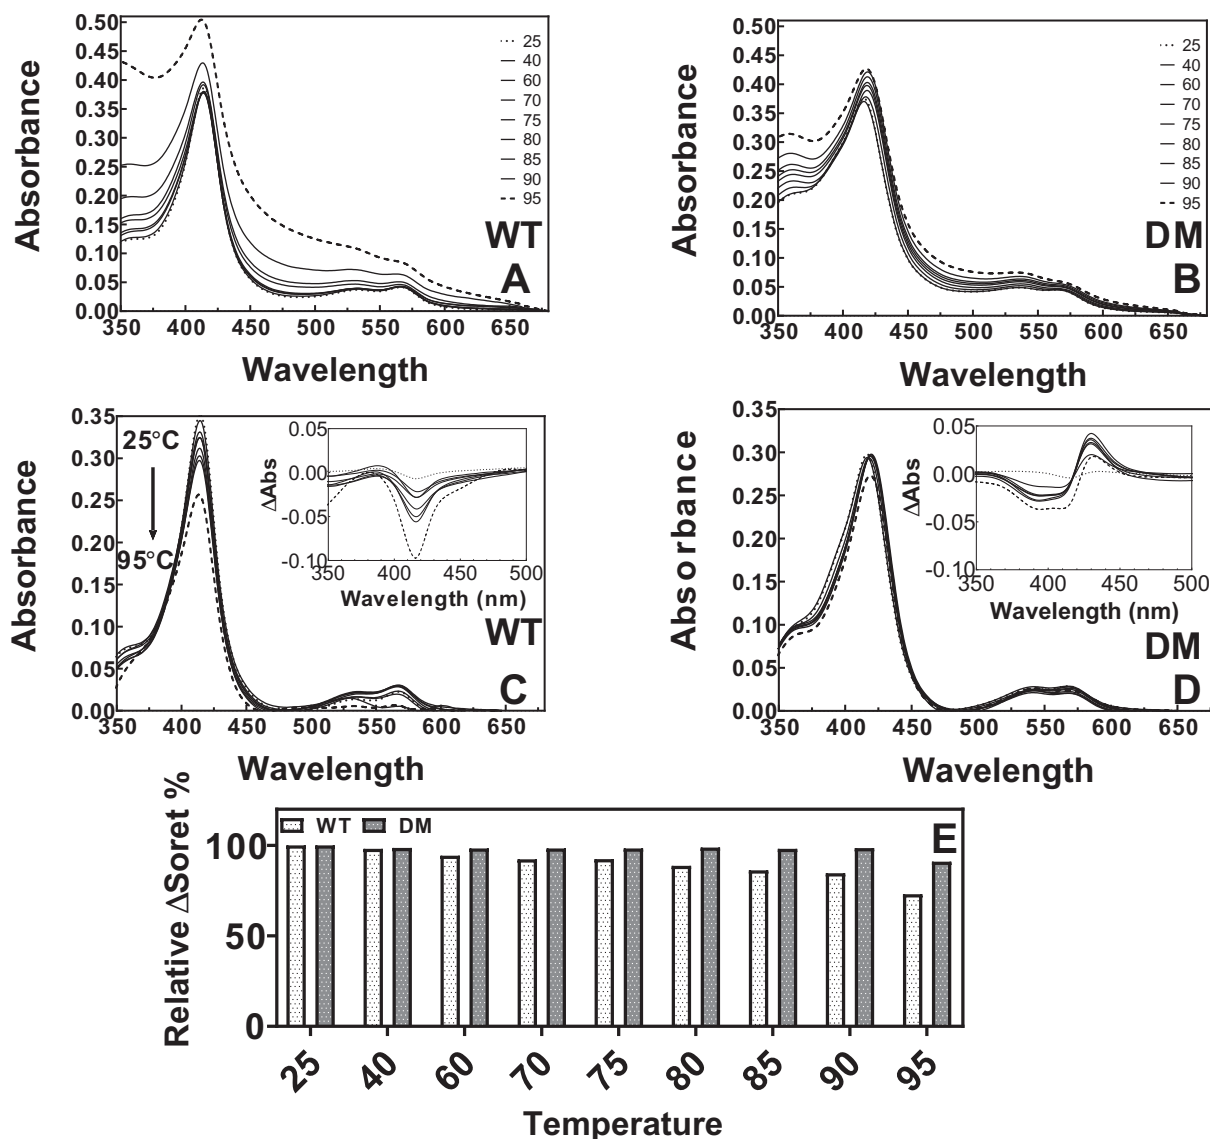 Absorbance
0.50
0.45
0.40
0.35
0.30
0.25
0.20
0.15
0.10
0.05
0.00
350 400 450 500 550 600 650
Wavelength
25
40
60
70
75
80
85
90
95
WT
A
Absorbance
0.50
0.45
0.40
0.35
0.30
0.25
0.20
0.15
0.10
0.05
0.00
350 400 450 500 550 600 650
Wavelength
25
40
60
70
75
80
85
90
95
DM
B
Absorbance
0.35
0.30
0.25
0.20
0.15
0.10
0.05
0.00
350 400 450 500 550 600 650
Wavelength
25°C
95°C
ΔAbs
0.05
0.00
-0.05
-0.10
350 400 450 500
Wavelength (nm)
WT
C
Absorbance
0.35
0.30
0.25
0.20
0.15
0.10
0.05
0.00
350 400 450 500 550 600 650
Wavelength
ΔAbs
0.05
0.00
-0.05
-0.10
350 400 450 500
Wavelength (nm)
DM
D
Relative ΔSoret %
100
50
0
WT DM
E
25 40 60 70 75 80 85 90 95
Temperature